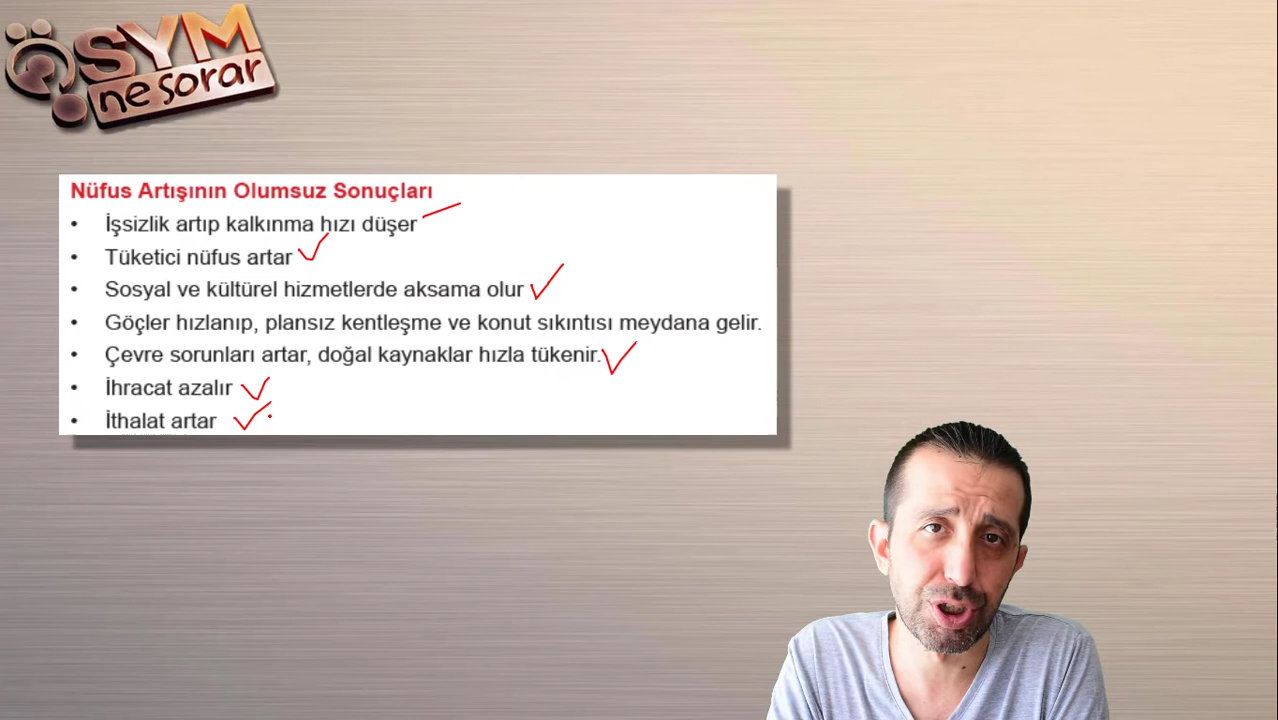 ÖSYM
ne sorar
Nüfus Artışının Olumsuz Sonuçları
• İşsizlik artıp kalkınma hızı düşer
• Tüketici nüfus artar
• Sosyal ve kültürel hizmetlerde aksama olur
• Göçler hızlanıp, plansız kentleşme ve konut sıkıntısı meydana gelir.
• Çevre sorunları artar, doğal kaynaklar hızla tükenir.
• İhracat azalır
• İthalat artar